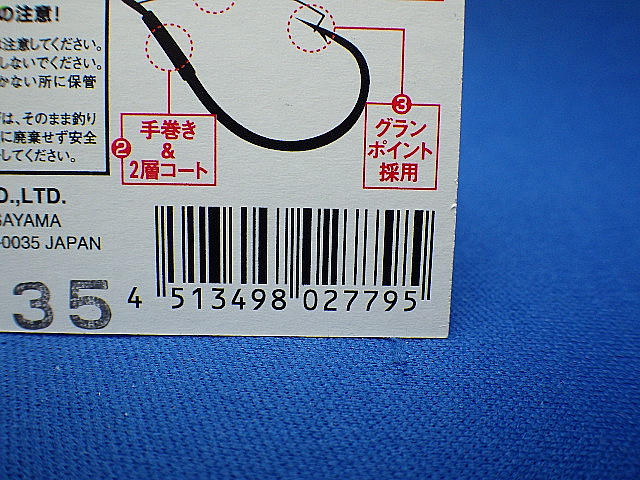 の注意!
は注意してください。
しないでください。
かない所に保管
は、そのまま釣り
に廃棄せず安全
してください。
❷
手巻き
&
2層コート
❸
グラン
ポイント
採用
O.,LTD.
SAYAMA
-0035 JAPAN
35
4 513498 027795